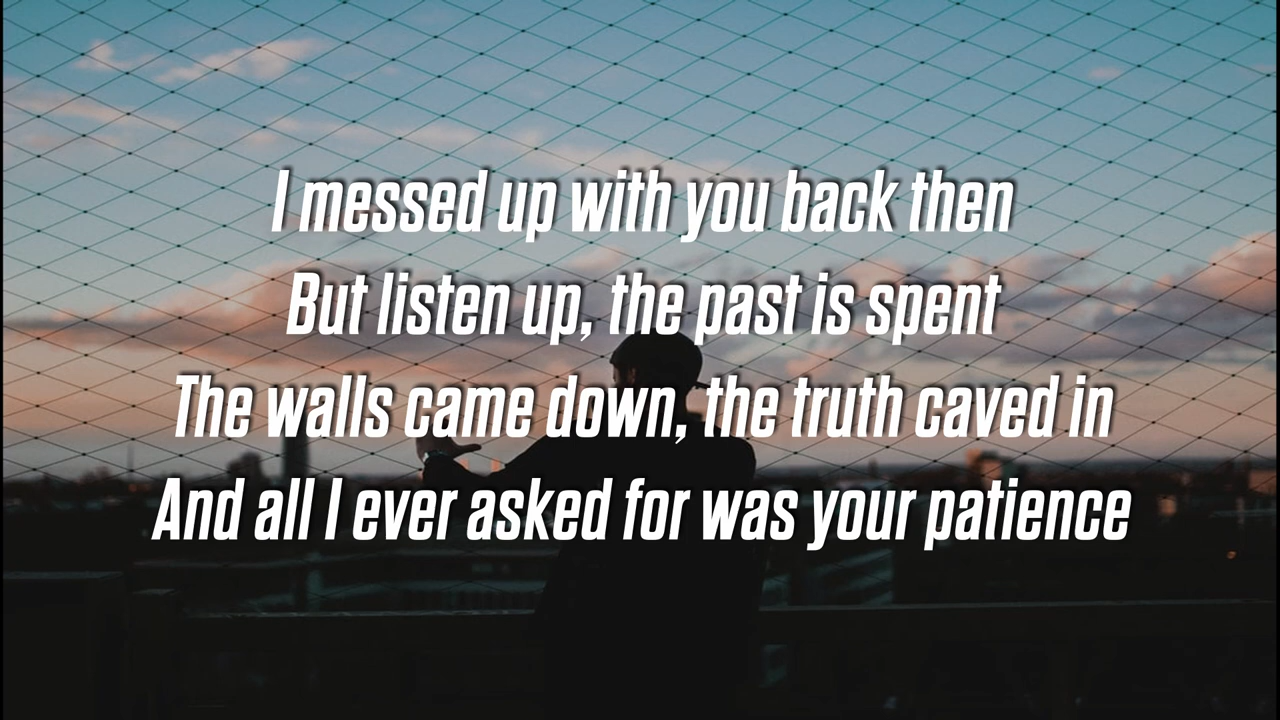 I messed up with you back then
But listen up, the past is spent
The walls came down, the truth caved in
And all I ever asked for was your patience